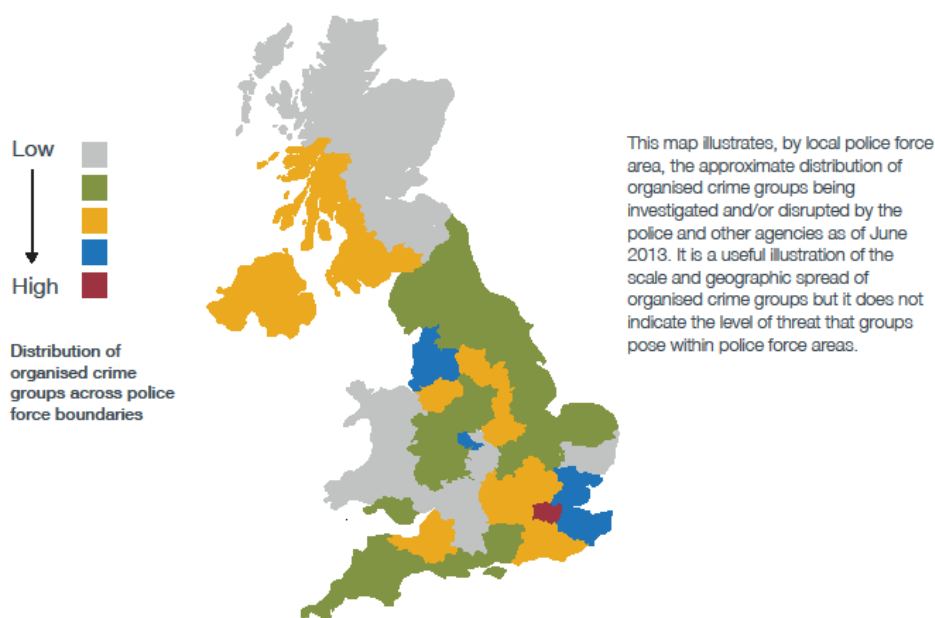 Low
High
Distribution of
organised crime
groups across police
force boundaries
This map illustrates, by local police force
area, the approximate distribution of
organised crime groups being
investigated and/or disrupted by the
police and other agencies as of June
2013. It is a useful illustration of the
scale and geographic spread of
organised crime groups but it does not
indicate the level of threat that groups
pose within police force areas.